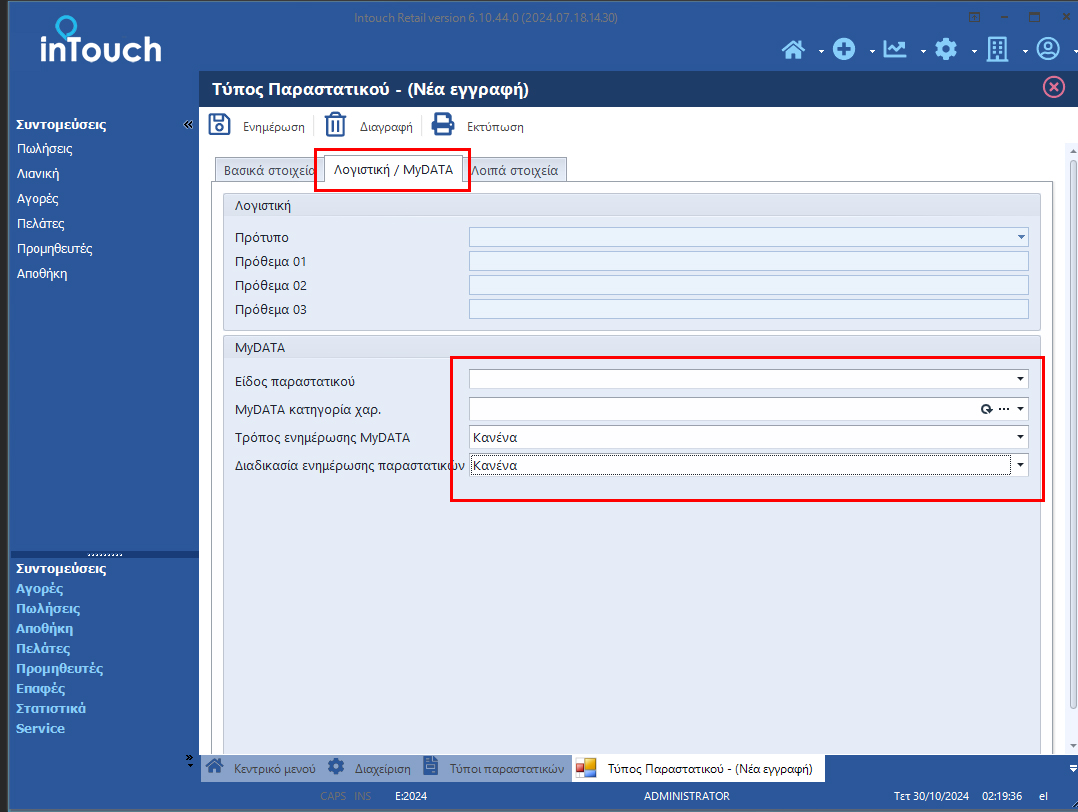 inTouch Retail version 6.10.44.0 (2024.07.18.14.30)
inTouch
Τύπος Παραστατικού - (Νέα εγγραφή)
Συντομεύσεις
Πωλήσεις
Λιανική
Αγορές
Πελάτες
Προμηθευτές
Αποθήκη
Ενημέρωση Διαγραφή Εκτύπωση
Βασικά στοιχεία Λογιστική / MyDATA Λοιπά στοιχεία
Λογιστική
Πρότυπο
Πρόθεμα 01
Πρόθεμα 02
Πρόθεμα 03
MyDATA
Είδος παραστατικού
MyDATA κατηγορία χαρ.
Τρόπος ενημέρωσης MyDATA Κανένα
Διαδικασία ενημέρωσης παραστατικών Κανένα
Συντομεύσεις
Αγορές
Πωλήσεις
Αποθήκη
Πελάτες
Προμηθευτές
Επαφές
Στατιστικά
Service
Κεντρικό μενού Διαχείριση Τύποι παραστατικών Τύπος Παραστατικού - (Νέα εγγραφή)
CAPS INS E:2024 ADMINISTRATOR Τετ 30/10/2024 02:19:36 el